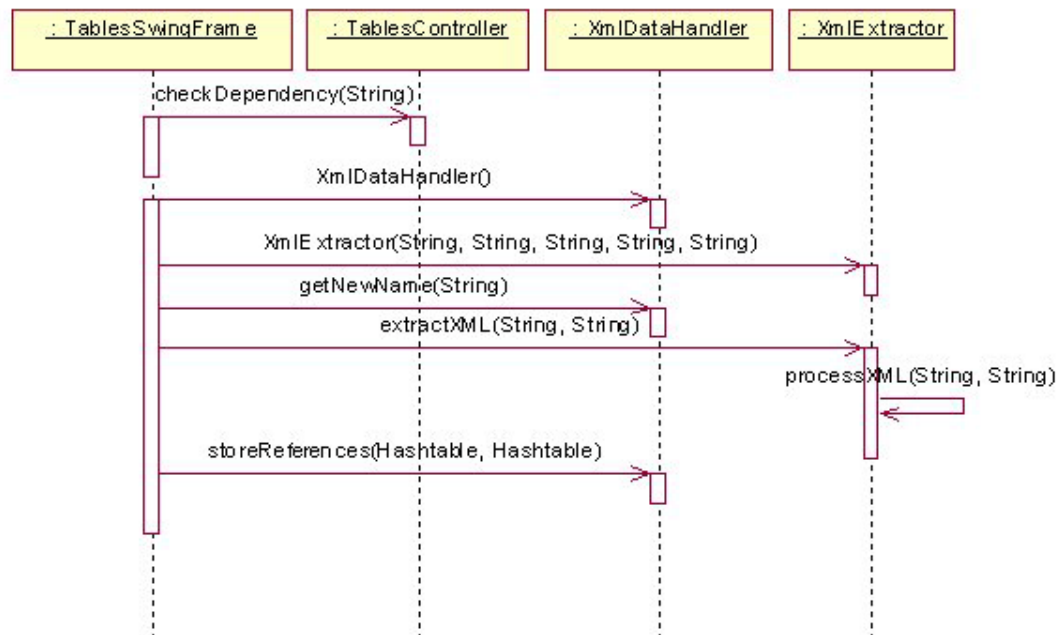 : TablesSwingFrame
: TablesController
: XmlDataHandler
: XmlExtractor
checkDependency(String)
XmlDataHandler()
XmlExtractor(String, String, String, String, String)
getNewName(String)
extractXML(String, String)
processXML(String, String)
storeReferences(Hashtable, Hashtable)